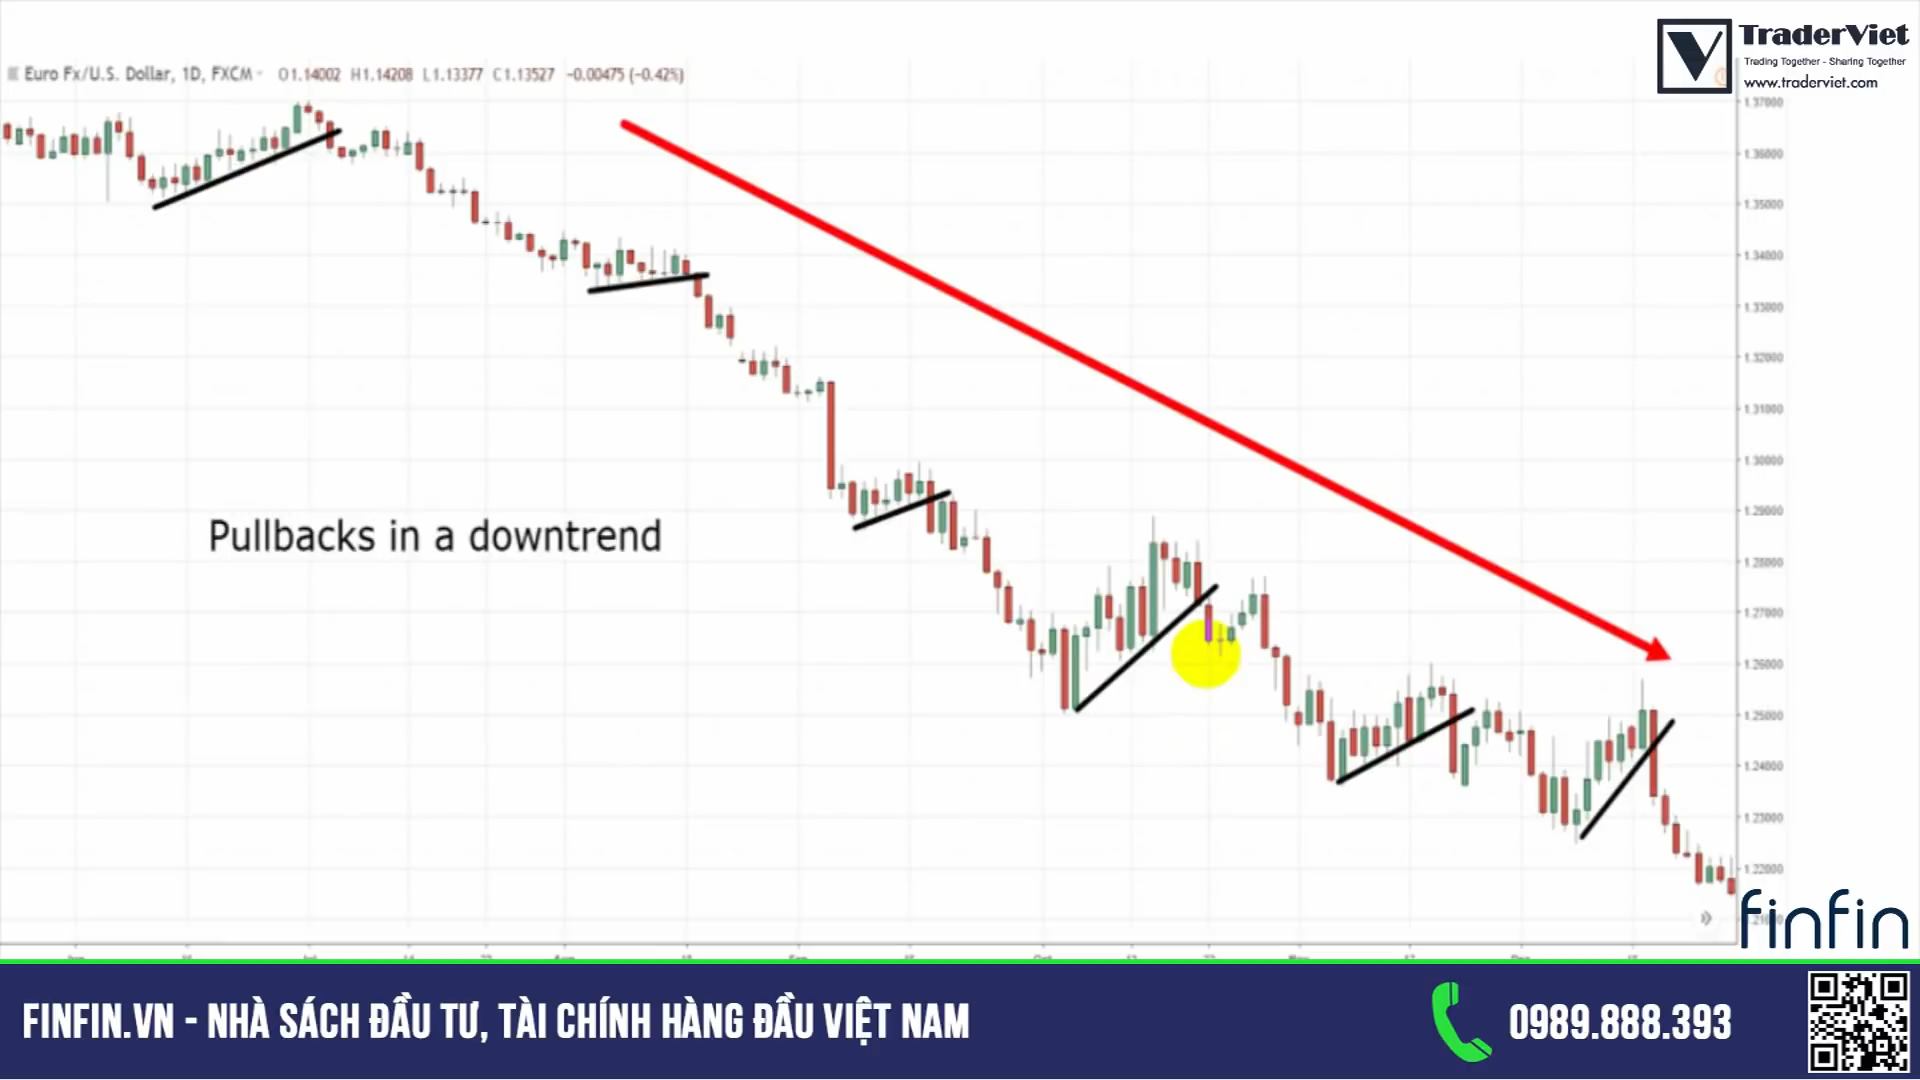 TraderViet
Trading Together - Sharing Together
www.traderviet.com
Euro Fx/U.S. Dollar, 1D, FXCM O1.14002 H1.14208 L1.13377 C1.13527 -0.00475 (-0.42%)
1.37000
1.36000
1.35000
1.34000
1.33000
1.32000
1.31000
1.30000
1.29000
Pullbacks in a downtrend
1.28000
1.27000
1.26000
1.25000
1.24000
1.23000
1.22000
finfin
FINFIN.VN - NHÀ SÁCH ĐẦU TƯ, TÀI CHÍNH HÀNG ĐẦU VIỆT NAM
0989.888.393